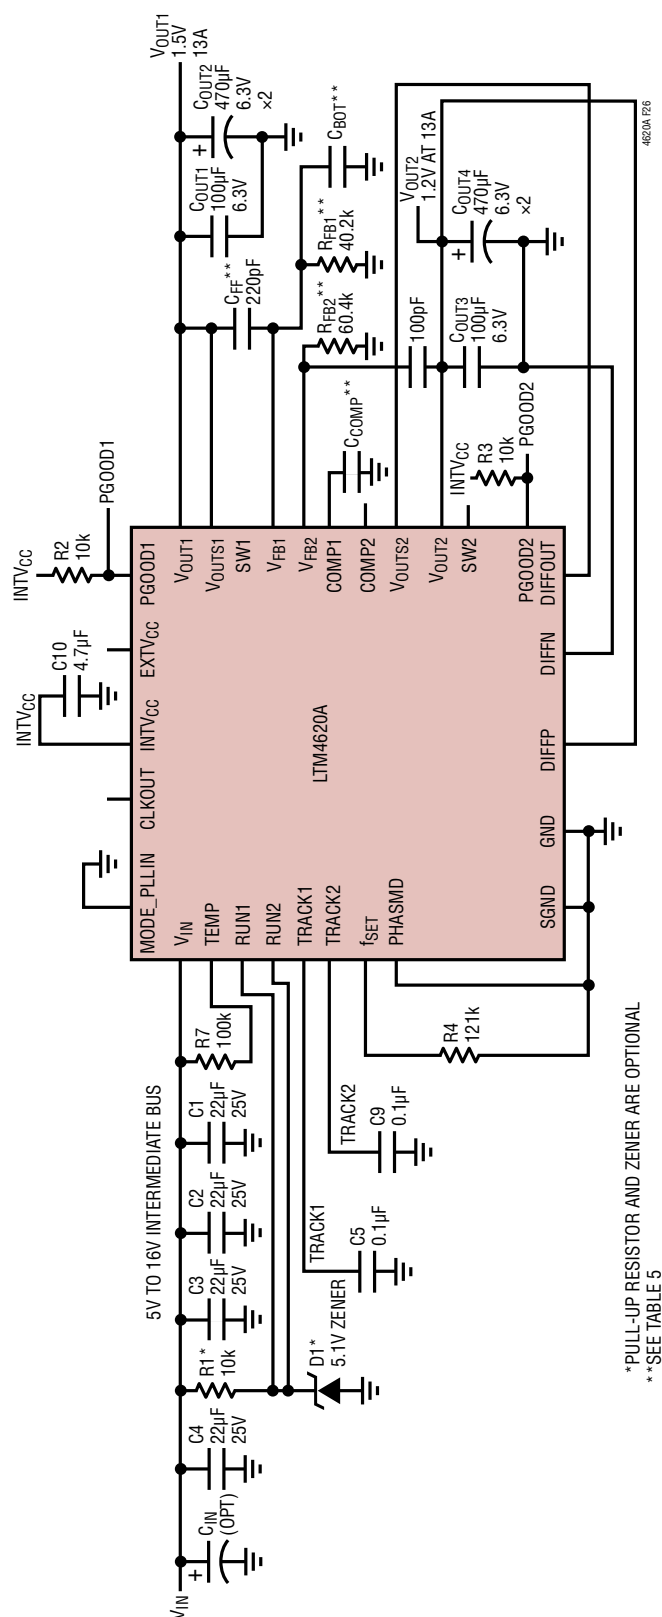 VIN
CIN
(OPT)
+
C4
22µF
25V
R1*
10k
D1*
5.1V ZENER
5V TO 16V INTERMEDIATE BUS
C3
22µF
25V
C2
22µF
25V
C1
22µF
25V
R7
100k
TRACK1
C5
0.1µF
TRACK2
C9
0.1µF
R4
121k
MODE_PLLIN
CLKOUT
INTVCC
EXTVCC
PGOOD1
VIN
TEMP
RUN1
RUN2
TRACK1
TRACK2
fSET
PHASMD
LTM4620A
VOUT1
VOUTS1
SW1
VFB1
VFB2
COMP1
COMP2
VOUTS2
VOUT2
SW2
PGOOD2
SGND
GND
DIFFP
DIFFN
DIFFOUT
INTVCC
C10
4.7µF
INTVCC
R2
10k
PGOOD1
VOUT1
1.5V
13A
COUT2
470µF
6.3V
×2
+
COUT1
100µF
6.3V
CFF**
220pF
CBOT**
RFB1**
40.2k
RFB2**
60.4k
CCOMP**
100pF
VOUT2
1.2V AT 13A
COUT4
470µF
6.3V
×2
+
COUT3
100µF
6.3V
INTVCC
R3
10k
PGOOD2
4620A F26
*PULL-UP RESISTOR AND ZENER ARE OPTIONAL
**SEE TABLE 5